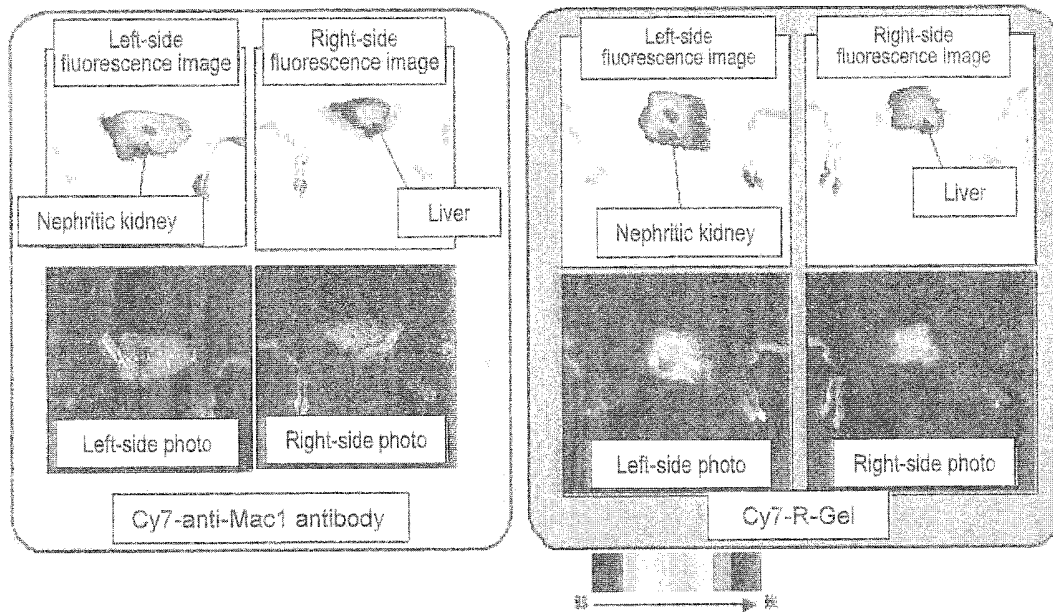 Left-side
fluorescence image
Right-side
fluorescence image
Nephritic kidney
Liver
Left-side photo
Right-side photo
Cy7-anti-Mac1 antibody
Left-side
fluorescence image
Right-side
fluorescence image
Nephritic kidney
Liver
Left-side photo
Right-side photo
Cy7-R-Gel